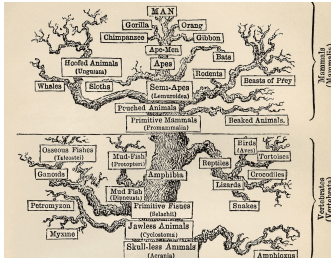 MAN
Gorilla
Orang
Chimpanzee
Gibbon
Ape-Men
Bats
Hoofed Animals
(Ungulata)
Apes
Rodents
Beasts of Prey
Whales
Sloths
Semi-Apes
(Lemuroidea)
Pouched Animals
Primitive Mammals
(Promammalia)
Beaked Animals.
Mammals
Osseous Fishes
(Teleostei)
Mud-Fish
(Protopteri)
Birds
(Aves)
Tortoises
Reptiles
Ganoids
Amphibia
Crocodiles
Lizards
Mud Fish
(Dipneusta)
Petromyzon
Primitive Fishes
(Selachii)
Snakes
Myxine
Jawless Animals
(Cyclostoma)
Skull-less Animals
(Acrania)
Amphioxus
Vertebrates